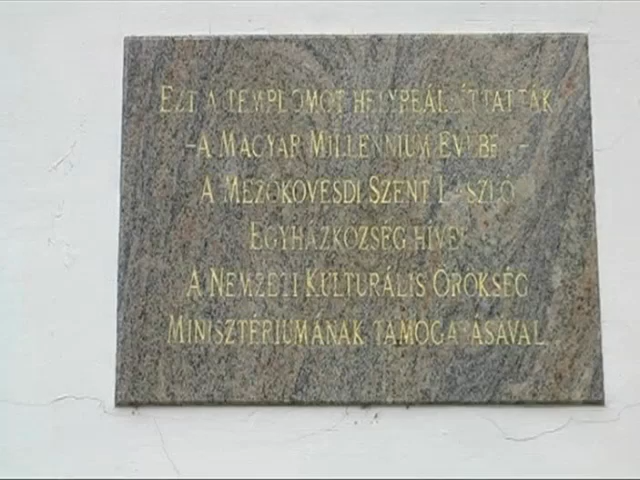 EZT A TEMPLOMOT HELYREÁLLÍTTATTÁK
- A MAGYAR MILLENNIUM ÉVÉBEN -
A MEZŐKÖVESDI SZENT LÁSZLÓ
EGYHÁZKÖZSÉG HÍVEI
A NEMZETI KULTURÁLIS ÖRÖKSÉG
MINISZTÉRIUMÁNAK TÁMOGATÁSÁVAL